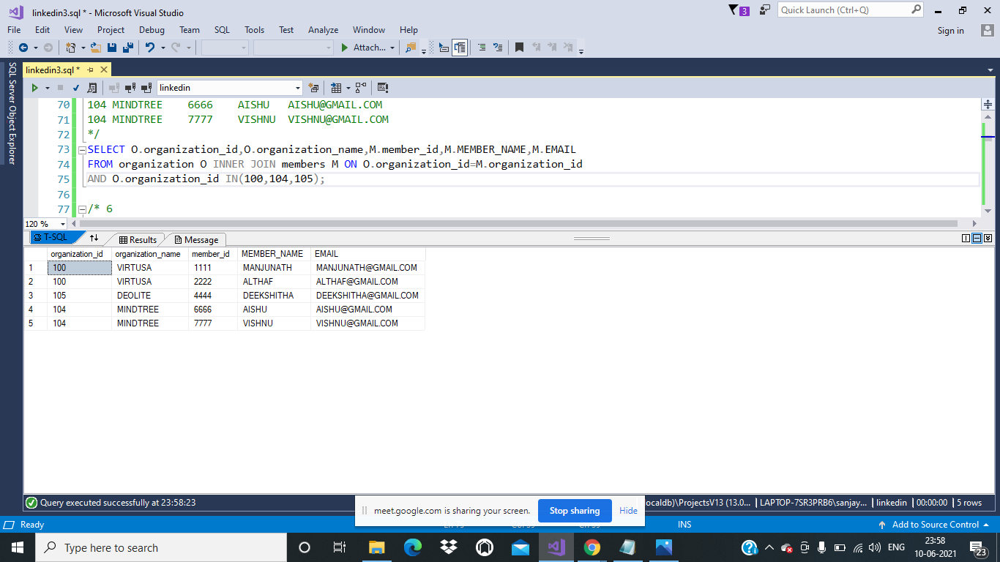 linkedin3.sql * - Microsoft Visual Studio
3
Quick Launch (Ctrl+Q)
File Edit View Project Debug Team SQL Tools Test Analyze Window Help
Sign in
Attach...
SQL Server Object Explorer
linkedin3.sql *
linkedin
70 104 MINDTREE 6666 AISHU AISHU@GMAIL.COM
71 104 MINDTREE 7777 VISHNU VISHNU@GMAIL.COM
72 */
73 SELECT O.organization_id,O.organization_name,M.member_id,M.MEMBER_NAME,M.EMAIL
74 FROM organization O INNER JOIN members M ON O.organization_id=M.organization_id
75 AND O.organization_id IN(100,104,105);
76
77 /* 6
120 %
T-SQL Results Message
organization_id organization_name member_id MEMBER_NAME EMAIL
1 100 VIRTUSA 1111 MANJUNATH MANJUNATH@GMAIL.COM
2 100 VIRTUSA 2222 ALTHAF ALTHAF@GMAIL.COM
3 105 DEOLITE 4444 DEEKSHITHA DEEKSHITHA@GMAIL.COM
4 104 MINDTREE 6666 AISHU AISHU@GMAIL.COM
5 104 MINDTREE 7777 VISHNU VISHNU@GMAIL.COM
Query executed successfully at 23:58:23
ocaldb)\ProjectsV13 (13.0... LAPTOP-7SR3PRB6\sanjay... linkedin 00:00:00 5 rows
meet.google.com is sharing your screen. Stop sharing Hide
Ready
INS
Add to Source Control
Type here to search
ENG
23:58
10-06-2021
23